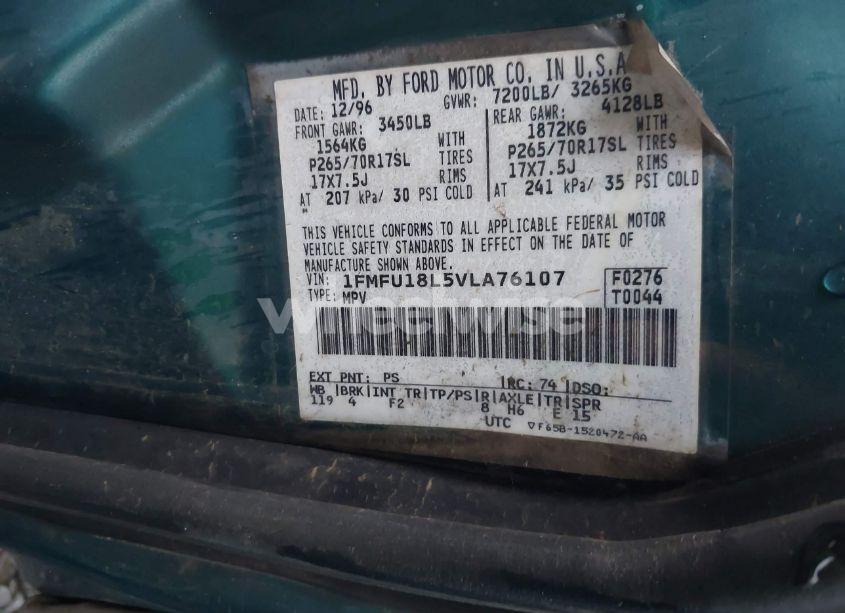 MFD. BY FORD MOTOR CO. IN U.S.A
DATE: 12/96 GVWR: 7200LB/ 3265KG
FRONT GAWR: 3450LB REAR GAWR: 4128LB
1564KG WITH 1872KG WITH
P265/70R17SL TIRES P265/70R17SL TIRES
17X7.5J RIMS 17X7.5J RIMS
AT 207 kPa/ 30 PSI COLD AT 241 kPa/ 35 PSI COLD
THIS VEHICLE CONFORMS TO ALL APPLICABLE FEDERAL MOTOR
VEHICLE SAFETY STANDARDS IN EFFECT ON THE DATE OF
MANUFACTURE SHOWN ABOVE.
VIN: 1FMFU18L5VLA76107 F0276
TYPE: MPV T0044
wheelwise
EXT PNT: PS RC: 74 DSO:
WB BRK INT TR TP/PS R AXLE TR SPR
119 4 F2 8 H6 E 15
UTC ▽F65B-1520472-AA